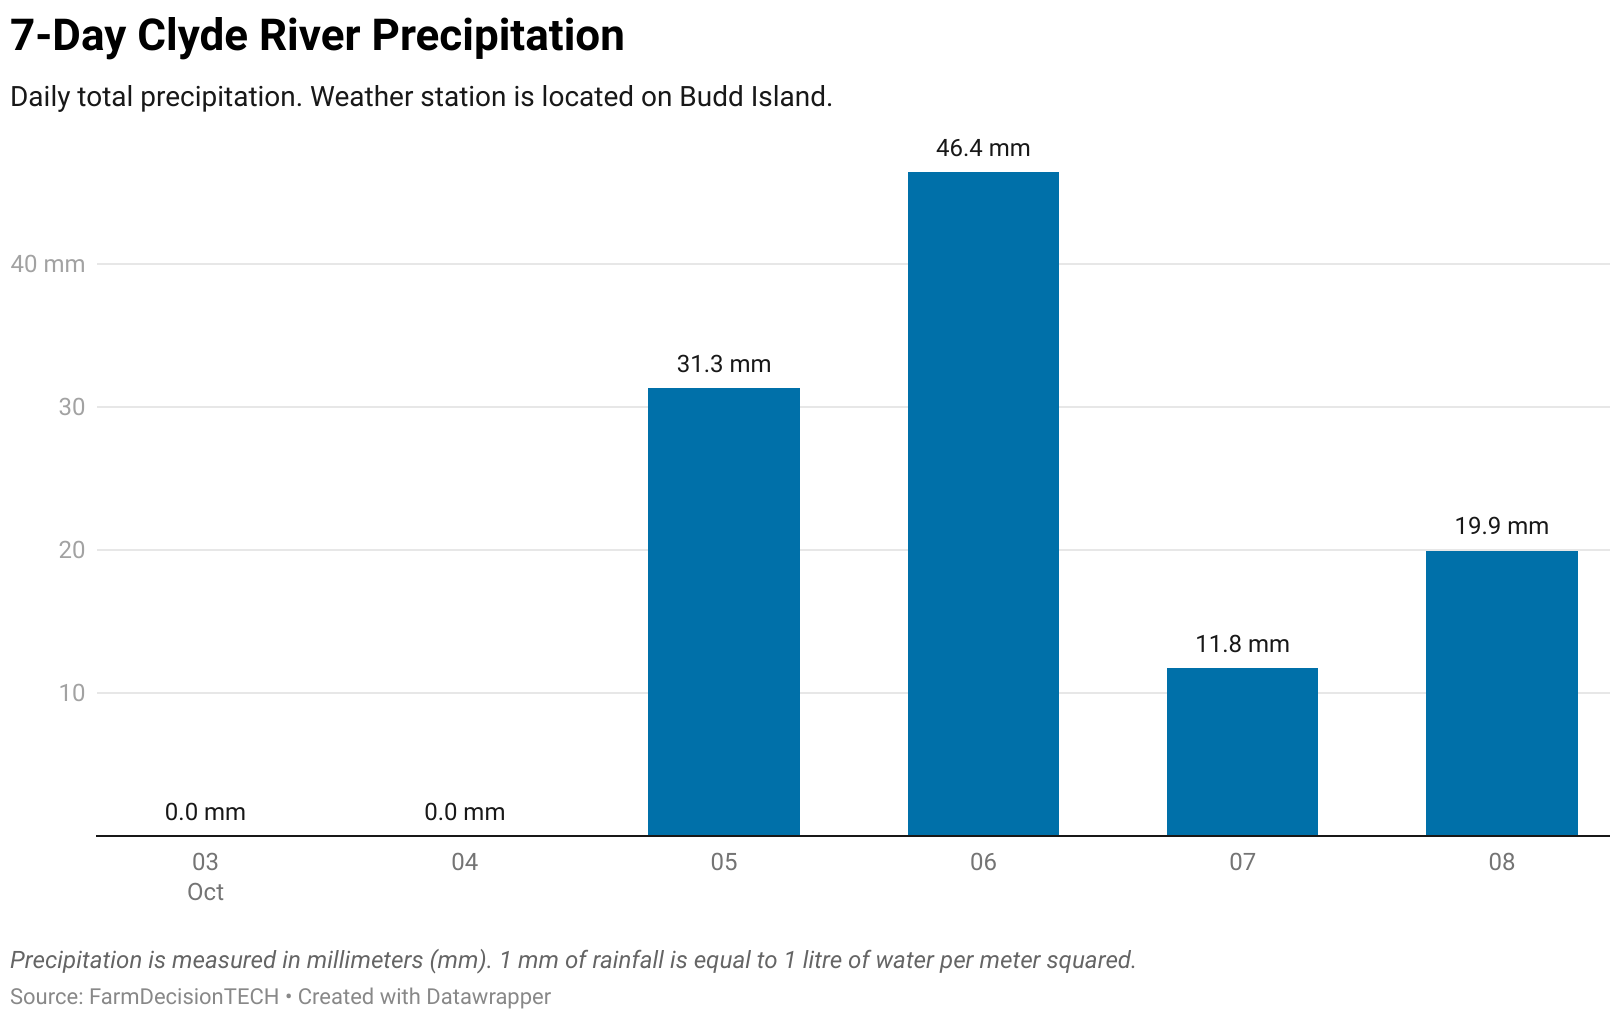 7-Day Clyde River Precipitation
Daily total precipitation. Weather station is located on Budd Island.
46.4 mm
40 mm
31.3 mm
30
19.9 mm
20
11.8 mm
10
0.0 mm 0.0 mm
03 04 05 06 07 08
Oct
Precipitation is measured in millimeters (mm). 1 mm of rainfall is equal to 1 litre of water per meter squared.
Source: FarmDecisionTECH • Created with Datawrapper